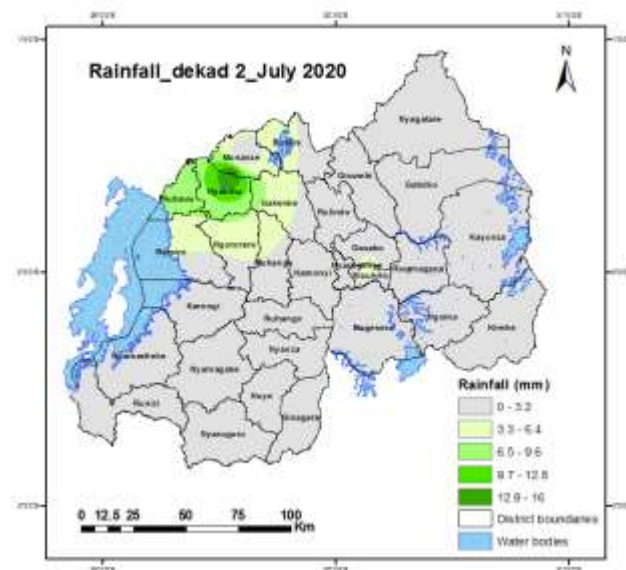 N
Rainfall_dekad 2_July 2020
Nyagatare
Burera
Musanze
Gicumbi
Gatsibo
Nyabihu
Rubavu
Gakenke
Rulindo
Kayonza
Ngororero
Rutsiro
Gasabo
Muhanga
Kamonyi
Rwamagana
Karongi
Ruhango
Bugesera
Ngoma
Kirehe
Nyanza
Nyamasheke
Nyamagabe
Huye
Rusizi
Gisagara
Nyaruguru
Rainfall (mm)
0 - 3.2
3.3 - 6.4
6.5 - 9.6
9.7 - 12.8
12.9 - 16
District boundaries
Water bodies
0 12.5 25 50 75 100
Km